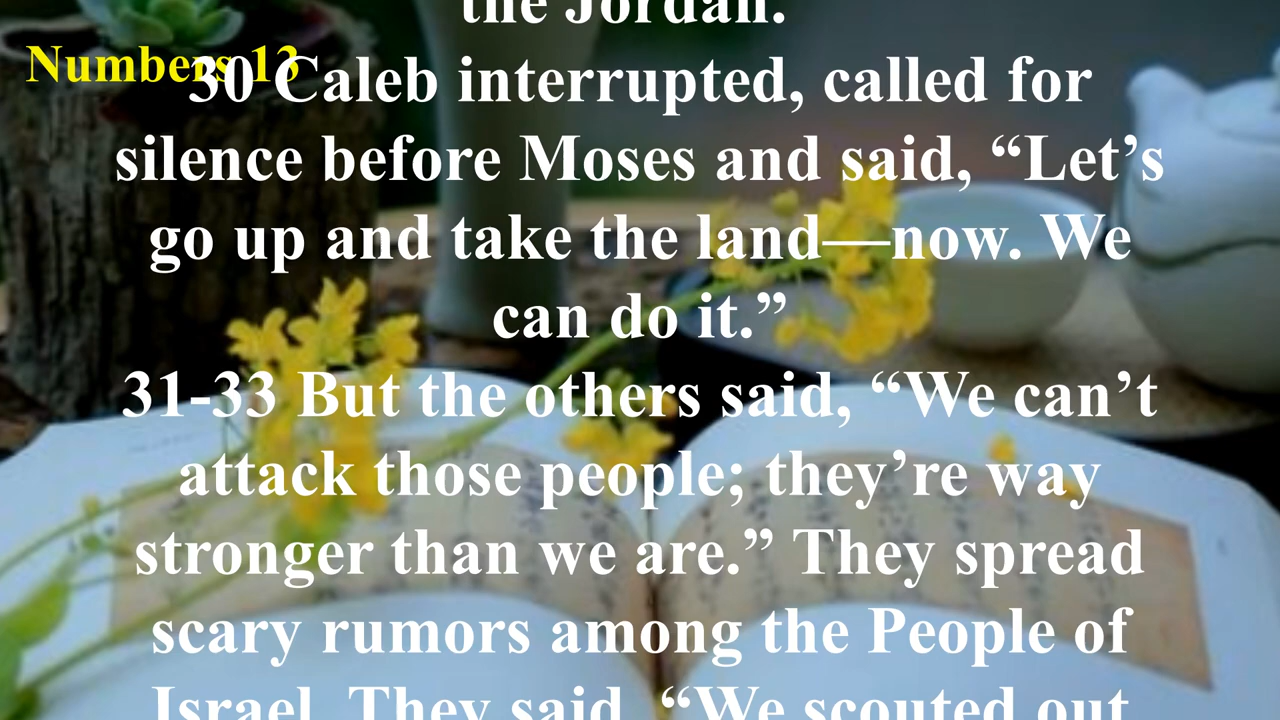 the Jordan.
Numbers 13
30 Caleb interrupted, called for
silence before Moses and said, “Let’s
go up and take the land—now. We
can do it.”
31-33 But the others said, “We can’t
attack those people; they’re way
stronger than we are.” They spread
scary rumors among the People of
Israel. They said, “We scouted out